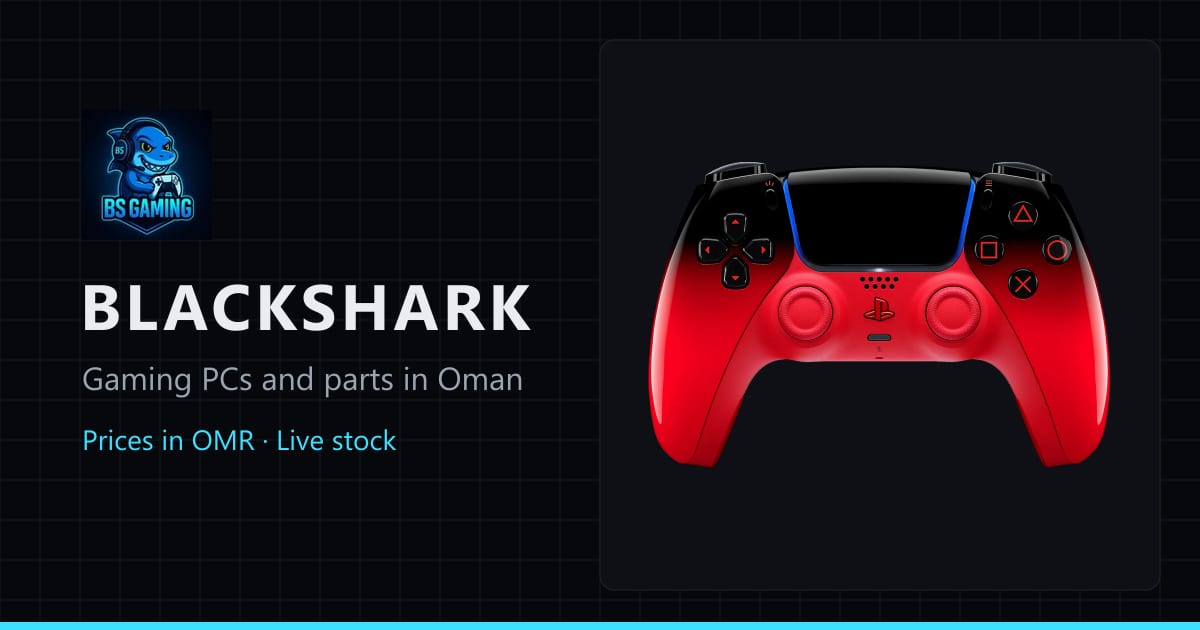 BS
BS GAMING
BLACKSHARK
Gaming PCs and parts in Oman
Prices in OMR · Live stock